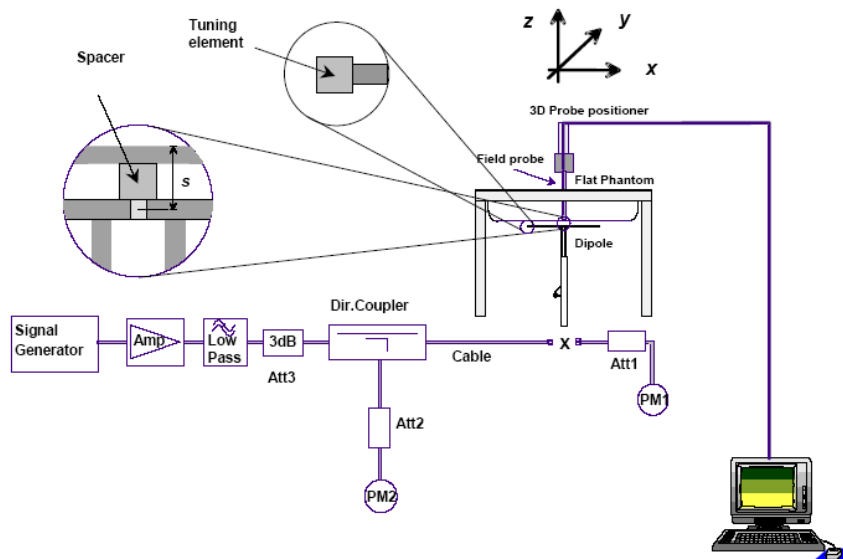 Tuning
element
Spacer
s
z
y
x
3D Probe positioner
Field probe
Flat Phantom
Dipole
Dir.Coupler
Signal
Generator
Amp
Low
Pass
3dB
Att3
Cable
X
Att1
PM1
Att2
PM2